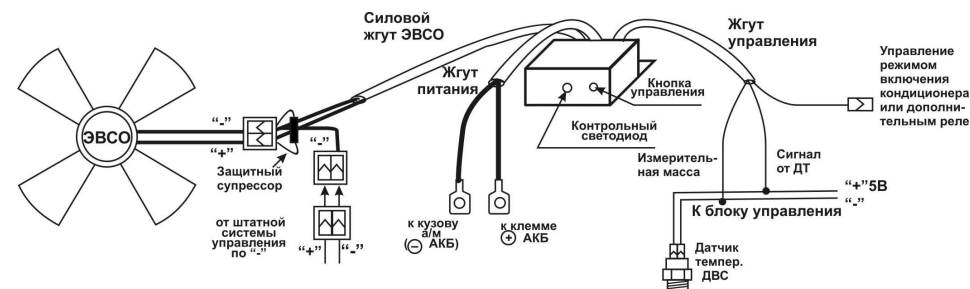 Силовой
жгут ЭВСО
Жгут
питания
Жгут
управления
Управление
режимом
включения
кондиционера
или дополни-
тельным реле
Кнопка
управления
Контрольный
светодиод
ЭВСО
“-”
“+”
“-”
Защитный
супрессор
от штатной
системы
управления
по “-”
“+”
“-”
к кузову
а/м
(⊖ АКБ)
к клемме
⊕ АКБ
Измеритель-
ная масса
Сигнал
от ДТ
“+”5В
“-”
К блоку управления
Датчик
темпер.
ДВС